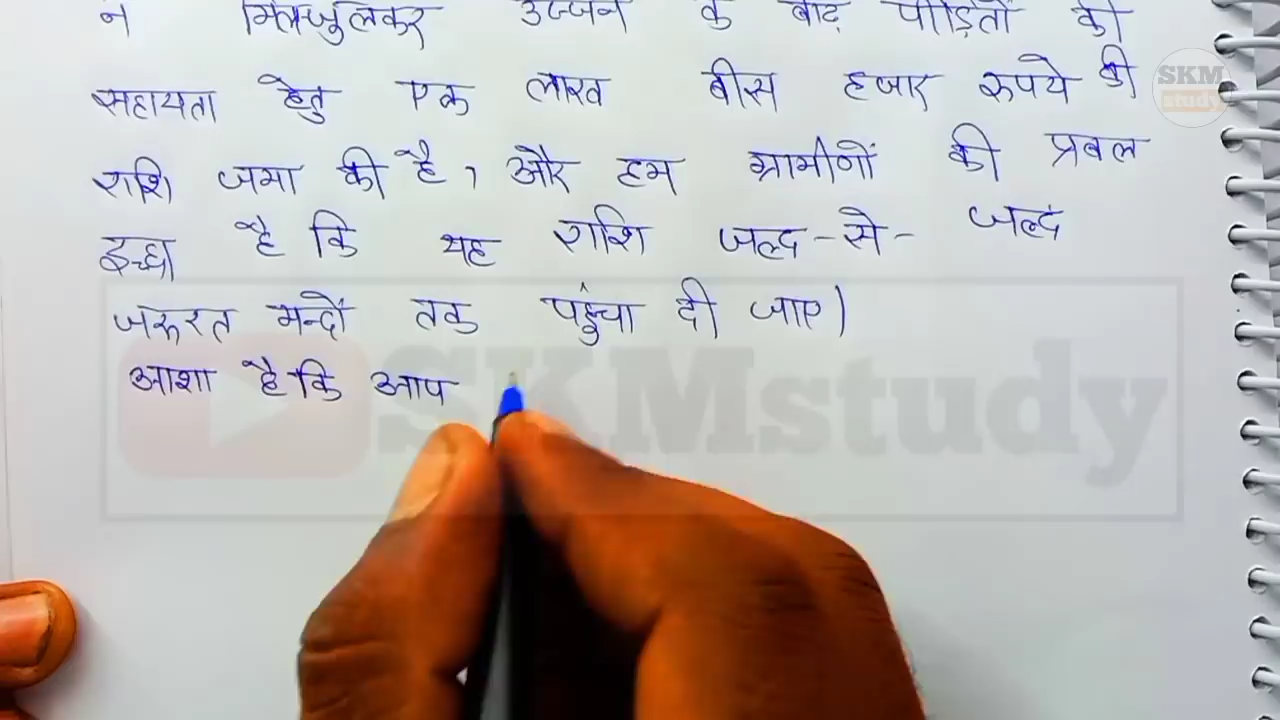 ने मिलजुलकर उज्जैन के बाढ़ पीड़ितों की
सहायता हेतु एक लाख बीस हजार रूपये की
राशि जमा की है, और हम ग्रामीणों की प्रबल
इच्छा है कि यह राशि जल्द-से-जल्द
जरूरत मन्दों तक पहुंचा दी जाए।
आशा है कि आप
SKM
study
SKMstudy